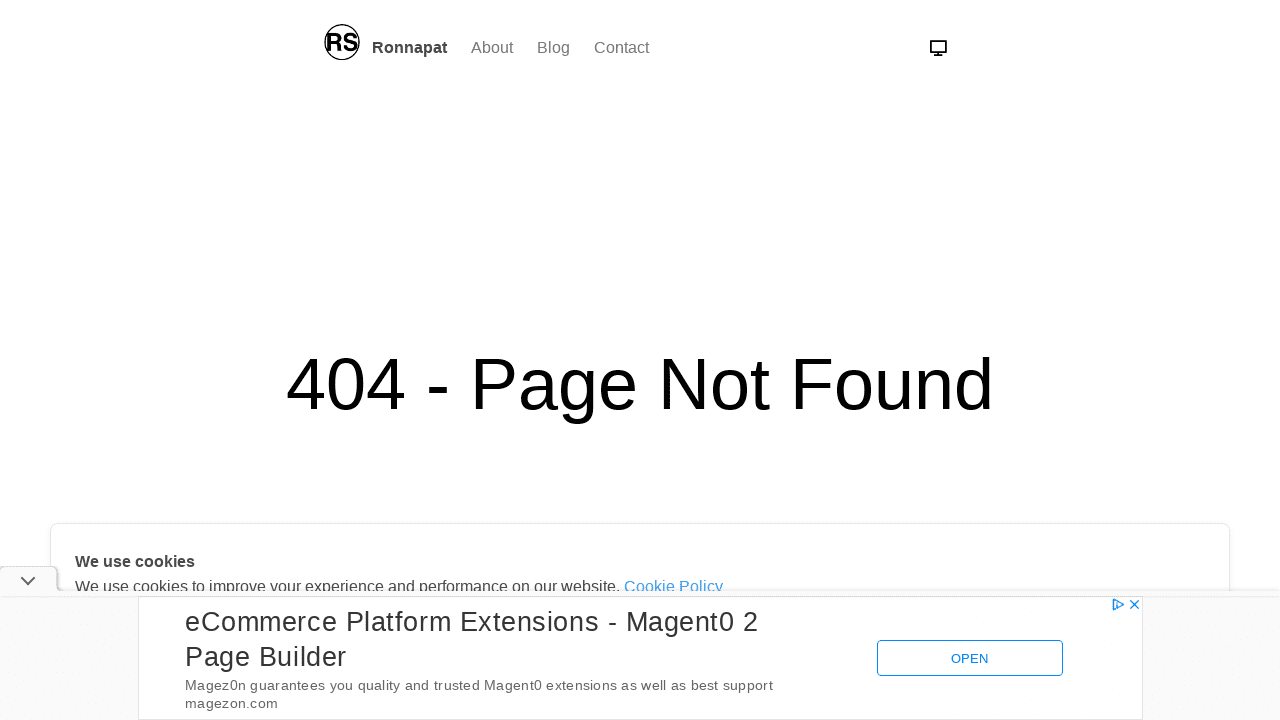 RS Ronnapat About Blog Contact
404 - Page Not Found
We use cookies
We use cookies to improve your experience and performance on our website. Cookie Policy
eCommerce Platform Extensions - Magent0 2
Page Builder
Magez0n guarantees you quality and trusted Magent0 extensions as well as best support
magezon.com
OPEN